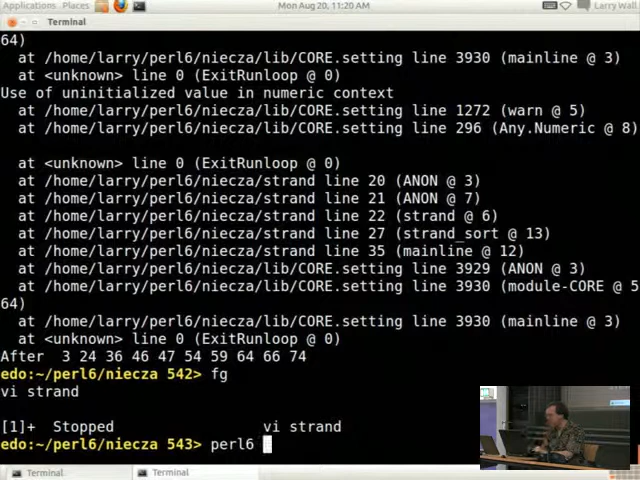 Applications Places Mon Aug 20, 11:20 AM Larry Wall
Terminal
64)
at /home/larry/perl6/niecza/lib/CORE.setting line 3930 (mainline @ 3)
at <unknown> line 0 (ExitRunloop @ 0)
Use of uninitialized value in numeric context
at /home/larry/perl6/niecza/lib/CORE.setting line 1272 (warn @ 5)
at /home/larry/perl6/niecza/lib/CORE.setting line 296 (Any.Numeric @ 8)
at <unknown> line 0 (ExitRunloop @ 0)
at /home/larry/perl6/niecza/strand line 20 (ANON @ 3)
at /home/larry/perl6/niecza/strand line 21 (ANON @ 7)
at /home/larry/perl6/niecza/strand line 22 (strand @ 6)
at /home/larry/perl6/niecza/strand line 27 (strand_sort @ 13)
at /home/larry/perl6/niecza/strand line 35 (mainline @ 12)
at /home/larry/perl6/niecza/lib/CORE.setting line 3929 (ANON @ 3)
at /home/larry/perl6/niecza/lib/CORE.setting line 3930 (module-CORE @ 5
64)
at /home/larry/perl6/niecza/lib/CORE.setting line 3930 (mainline @ 3)
at <unknown> line 0 (ExitRunloop @ 0)
After 3 24 36 46 47 54 59 64 66 74
edo:~/perl6/niecza 542> fg
vi strand
[1]+ Stopped vi strand
edo:~/perl6/niecza 543> perl6
Terminal Terminal